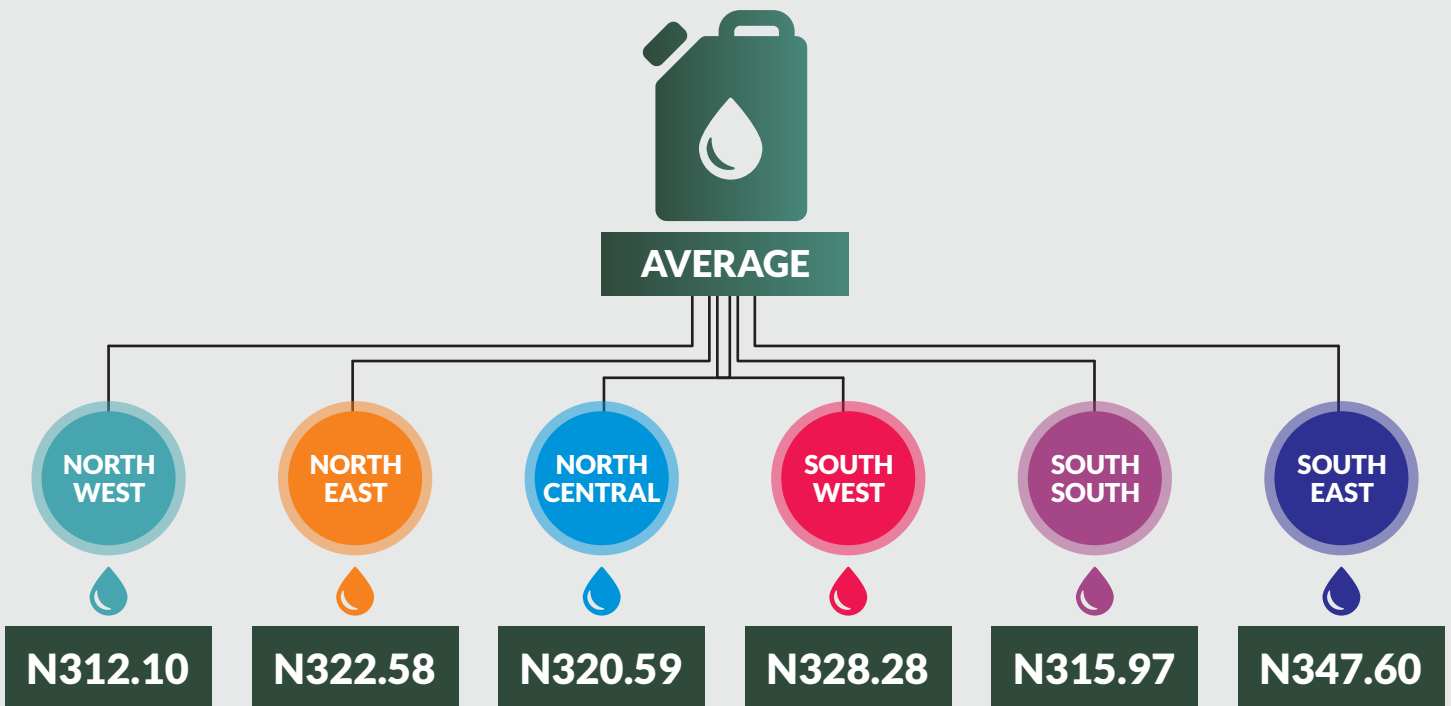 AVERAGE
NORTH
WEST
NORTH
EAST
NORTH
CENTRAL
SOUTH
WEST
SOUTH
SOUTH
SOUTH
EAST
N312.10
N322.58
N320.59
N328.28
N315.97
N347.60